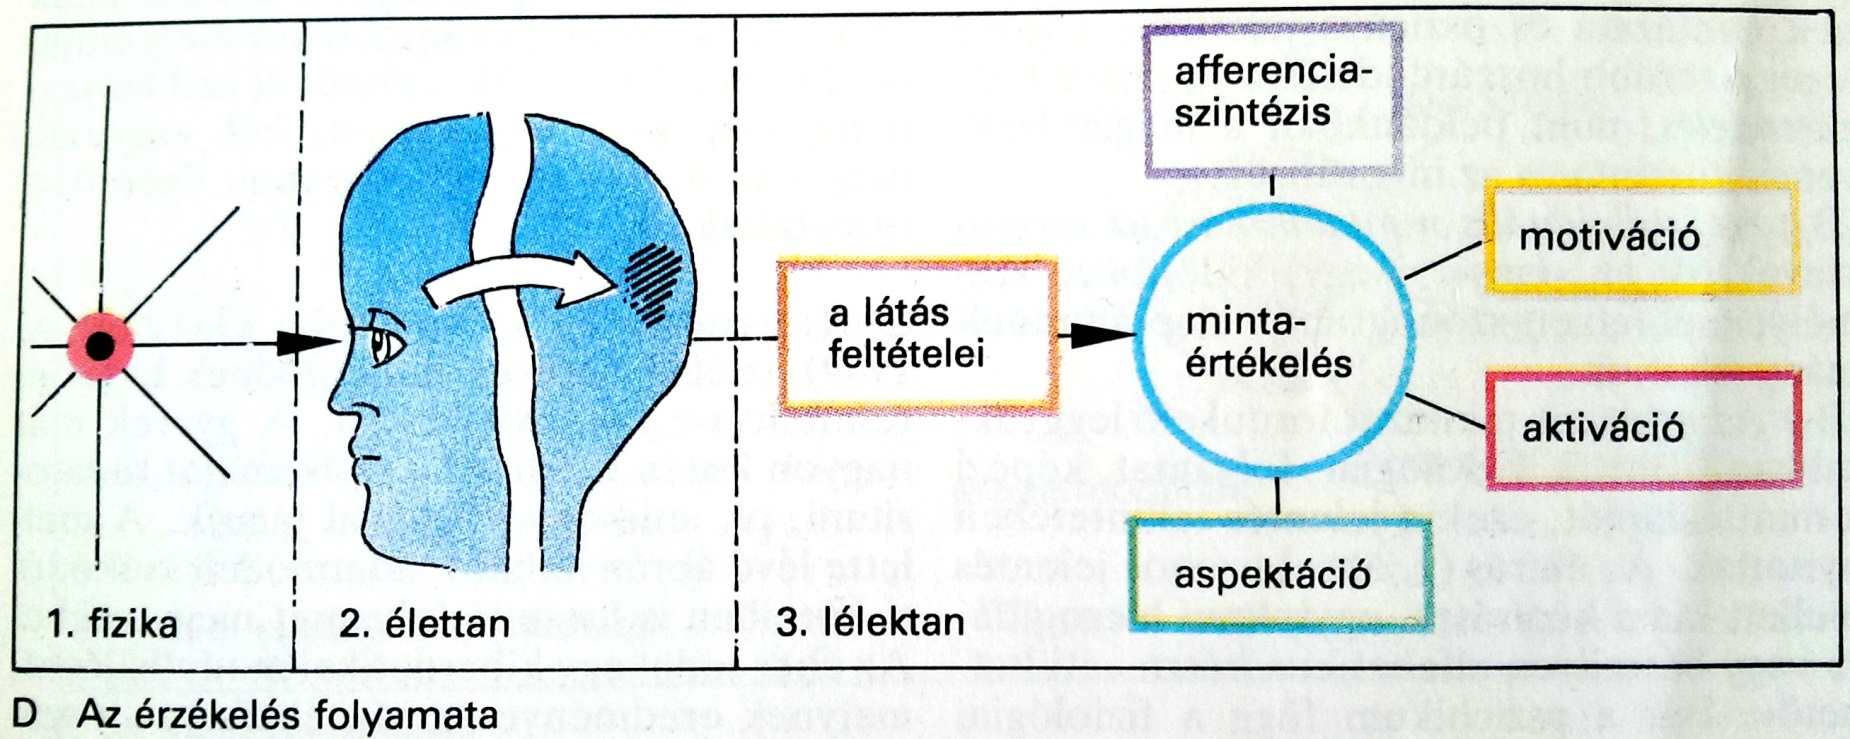 afferencia-
szintézis
motiváció
a látás
feltételei
minta-
értékelés
aktiváció
aspektáció
1. fizika
2. élettan
3. lélektan
D Az érzékelés folyamata